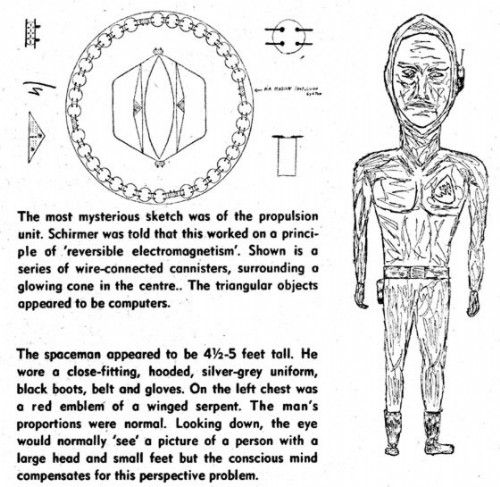 The most mysterious sketch was of the propulsion
unit. Schirmer was told that this worked on a princi-
ple of 'reversible electromagnetism'. Shown is a
series of wire-connected cannisters, surrounding a
glowing cone in the centre.. The triangular objects
appeared to be computers.
The spaceman appeared to be 4½-5 feet tall. He
wore a close-fitting, hooded, silver-grey uniform,
black boots, belt and gloves. On the left chest was
a red emblem of a winged serpent. The man's
proportions were normal. Looking down, the eye
would normally 'see' a picture of a person with a
large head and small feet but the conscious mind
compensates for this perspective problem.